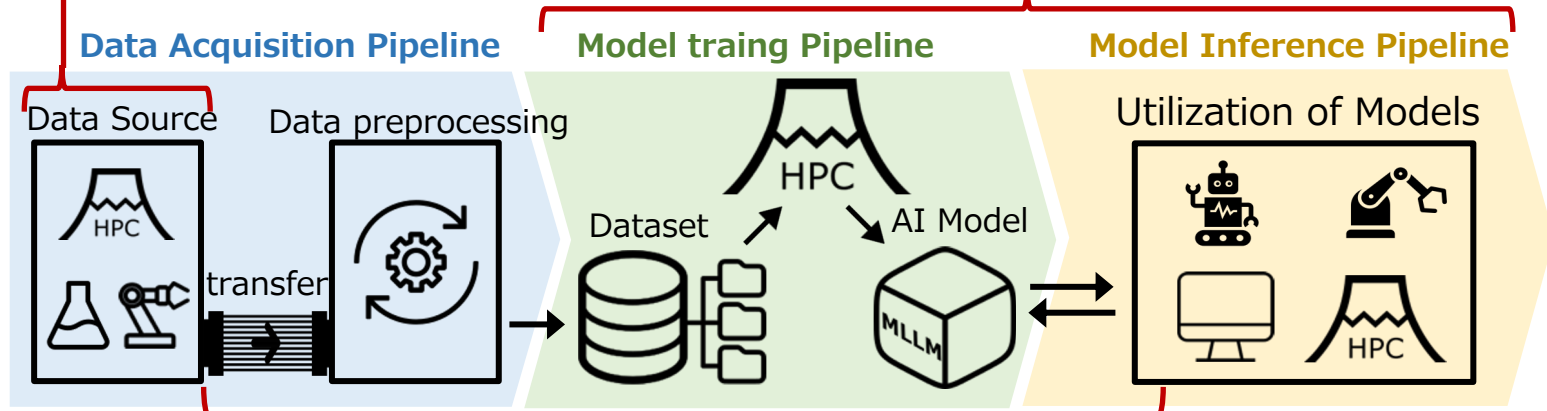 Data Acquisition Pipeline
Model traing Pipeline
Model Inference Pipeline
Data Source
Data preprocessing
HPC
transfer
Dataset
HPC
AI Model
MLLM
Utilization of Models
HPC